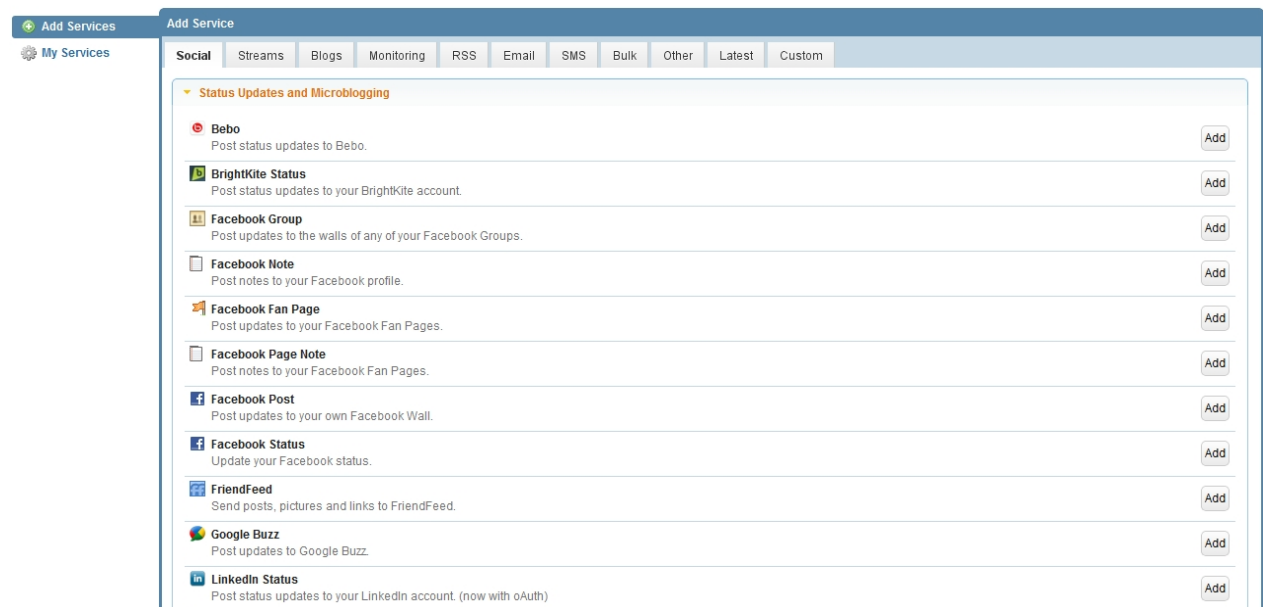 Add Services
My Services
Add Service
Social Streams Blogs Monitoring RSS Email SMS Bulk Other Latest Custom
Status Updates and Microblogging
Bebo
Post status updates to Bebo.
Add
BrightKite Status
Post status updates to your BrightKite account.
Add
Facebook Group
Post updates to the walls of any of your Facebook Groups.
Add
Facebook Note
Post notes to your Facebook profile.
Add
Facebook Fan Page
Post updates to your Facebook Fan Pages.
Add
Facebook Page Note
Post notes to your Facebook Fan Pages.
Add
Facebook Post
Post updates to your own Facebook Wall.
Add
Facebook Status
Update your Facebook status.
Add
FriendFeed
Send posts, pictures and links to FriendFeed.
Add
Google Buzz
Post updates to Google Buzz.
Add
LinkedIn Status
Post status updates to your LinkedIn account. (now with oAuth)
Add